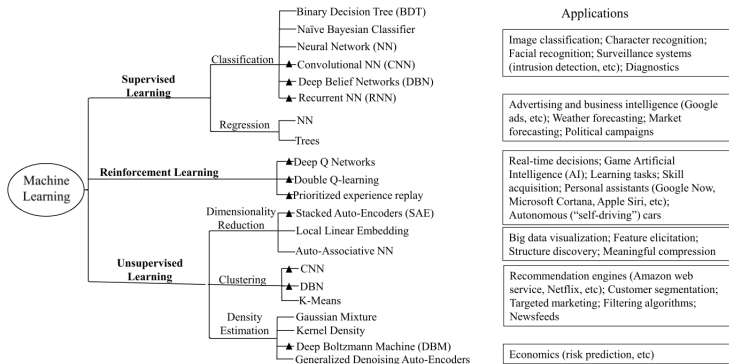 Applications
Binary Decision Tree (BDT)
Naïve Bayesian Classifier
Neural Network (NN)
Classification
Convolutional NN (CNN)
Deep Belief Networks (DBN)
Recurrent NN (RNN)
Supervised
Learning
Regression
NN
Trees
Image classification; Character recognition;
Facial recognition; Surveillance systems
(intrusion detection, etc); Diagnostics
Advertising and business intelligence (Google
ads, etc); Weather forecasting; Market
forecasting; Political campaigns
Machine
Learning
Reinforcement Learning
Deep Q Networks
Double Q-learning
Prioritized experience replay
Real-time decisions; Game Artificial
Intelligence (AI); Learning tasks; Skill
acquisition; Personal assistants (Google Now,
Microsoft Cortana, Apple Siri, etc);
Autonomous (“self-driving”) cars
Unsupervised
Learning
Dimensionality
Reduction
Stacked Auto-Encoders (SAE)
Local Linear Embedding
Auto-Associative NN
Big data visualization; Feature elicitation;
Structure discovery; Meaningful compression
Clustering
CNN
DBN
K-Means
Recommendation engines (Amazon web
service, Netflix, etc); Customer segmentation;
Targeted marketing; Filtering algorithms;
Newsfeeds
Density
Estimation
Gaussian Mixture
Kernel Density
Deep Boltzmann Machine (DBM)
Generalized Denoising Auto-Encoders
Economics (risk prediction, etc)